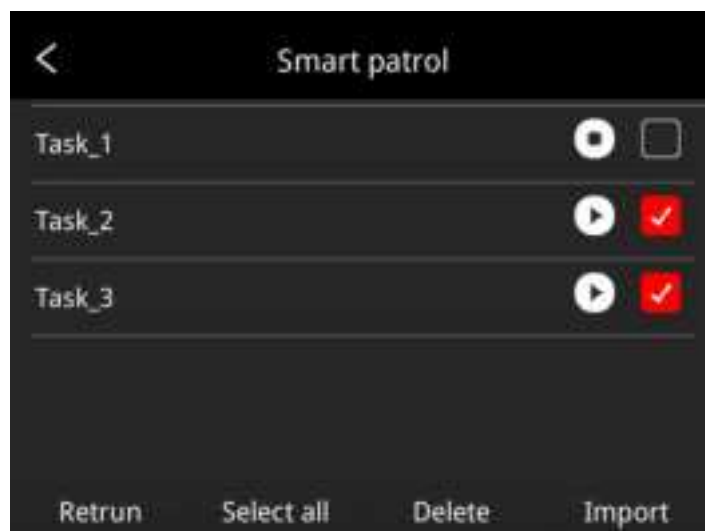 Smart patrol
Task_1
Task_2
Task_3
Retrun Select all Delete Import